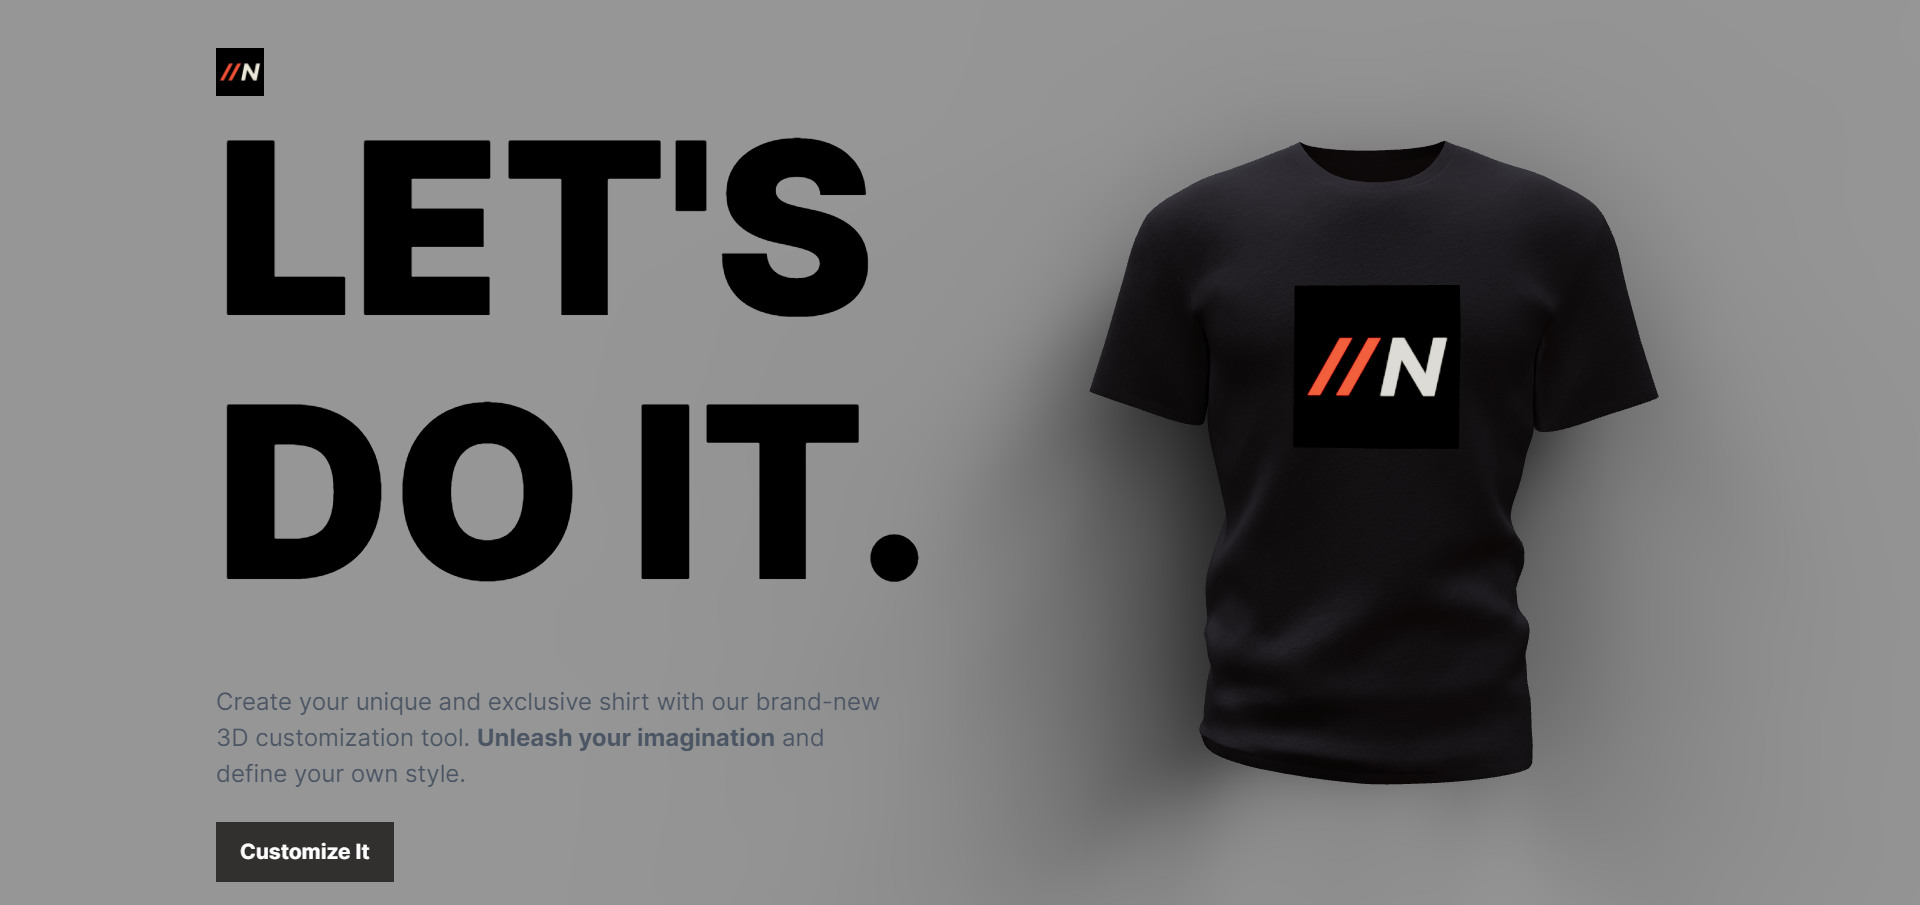 //N
LET'S
DO IT.
Create your unique and exclusive shirt with our brand-new
3D customization tool. Unleash your imagination and
define your own style.
Customize It
//N